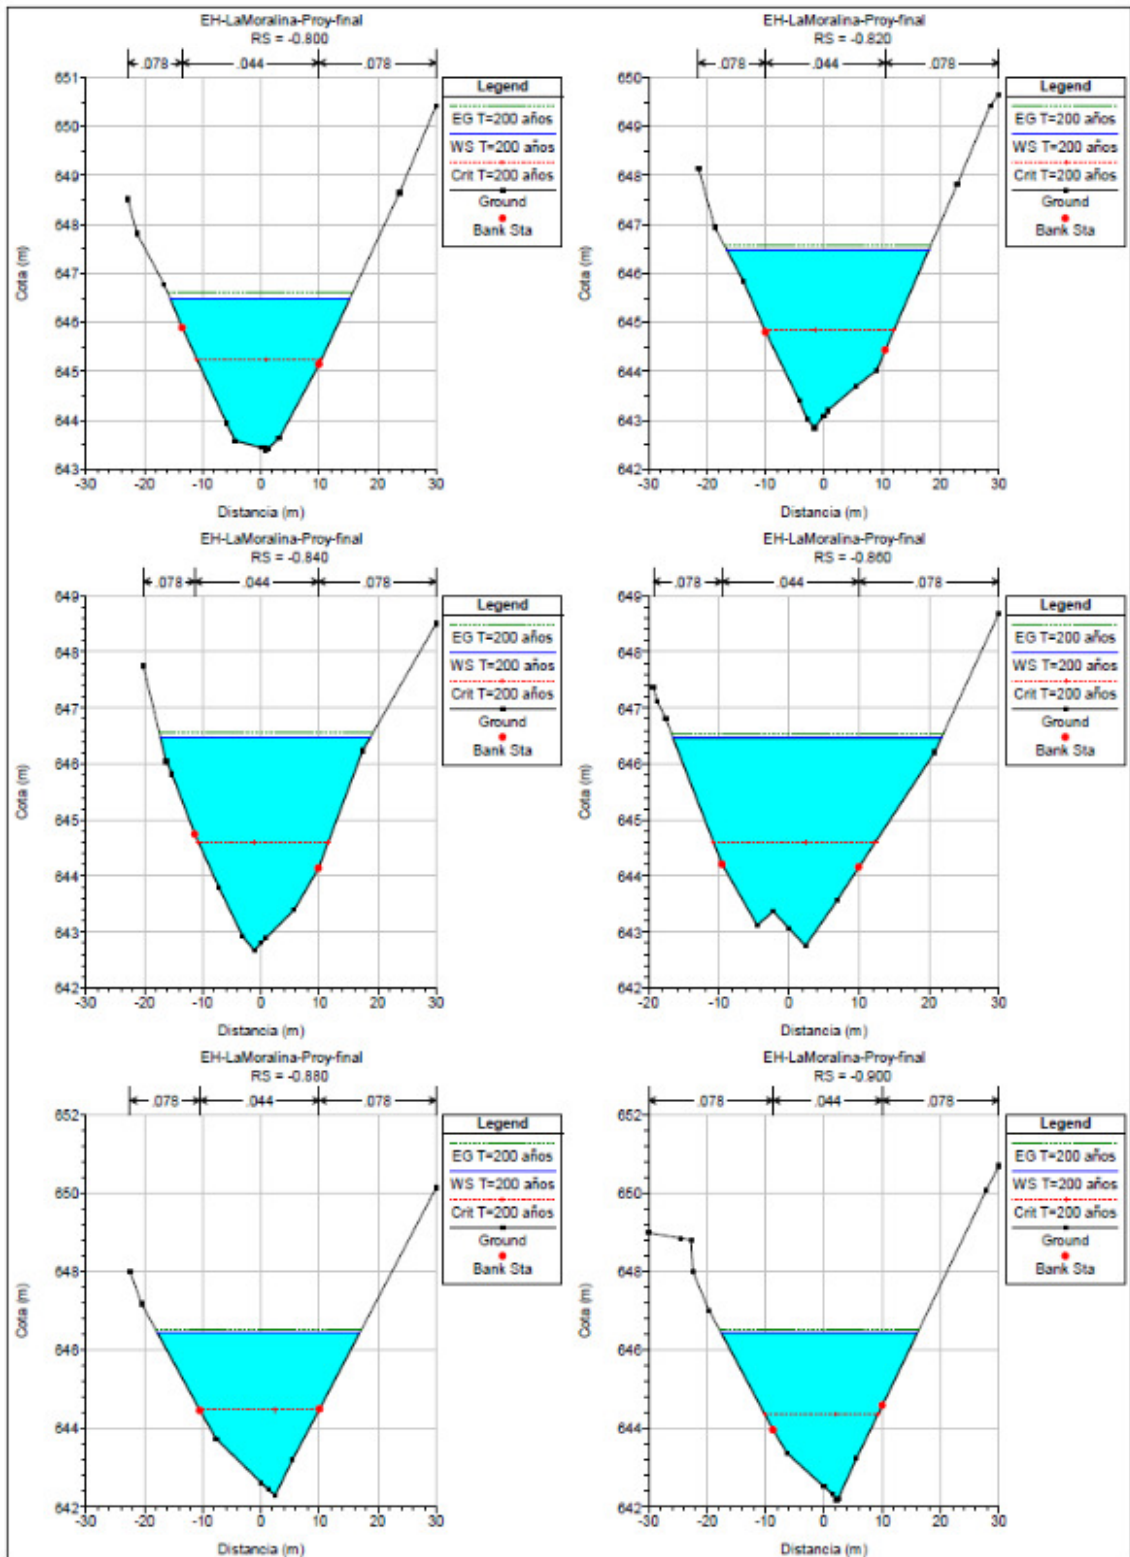 EH-LaMoralina-Proy-final
RS = -0.800
.078 .044 .078
651
650
649
648
647
646
645
644
643
-30 -20 -10 0 10 20 30
Cota (m)
Distancia (m)
Legend
EG T=200 años
WS T=200 años
Crit T=200 años
Ground
Bank Sta
EH-LaMoralina-Proy-final
RS = -0.820
.078 .044 .078
650
649
648
647
646
645
644
643
642
-30 -20 -10 0 10 20 30
Cota (m)
Distancia (m)
Legend
EG T=200 años
WS T=200 años
Crit T=200 años
Ground
Bank Sta
EH-LaMoralina-Proy-final
RS = -0.840
.078 .044 .078
649
648
647
646
645
644
643
642
-30 -20 -10 0 10 20 30
Cota (m)
Distancia (m)
Legend
EG T=200 años
WS T=200 años
Crit T=200 años
Ground
Bank Sta
EH-LaMoralina-Proy-final
RS = -0.860
.078 .044 .078
649
648
647
646
645
644
643
642
-20 -10 0 10 20 30
Cota (m)
Distancia (m)
Legend
EG T=200 años
WS T=200 años
Crit T=200 años
Ground
Bank Sta
EH-LaMoralina-Proy-final
RS = -0.880
.078 .044 .078
652
650
648
646
644
642
-30 -20 -10 0 10 20 30
Cota (m)
Distancia (m)
Legend
EG T=200 años
WS T=200 años
Crit T=200 años
Ground
Bank Sta
EH-LaMoralina-Proy-final
RS = -0.900
.078 .044 .078
652
650
648
646
644
642
-30 -20 -10 0 10 20 30
Cota (m)
Distancia (m)
Legend
EG T=200 años
WS T=200 años
Crit T=200 años
Ground
Bank Sta